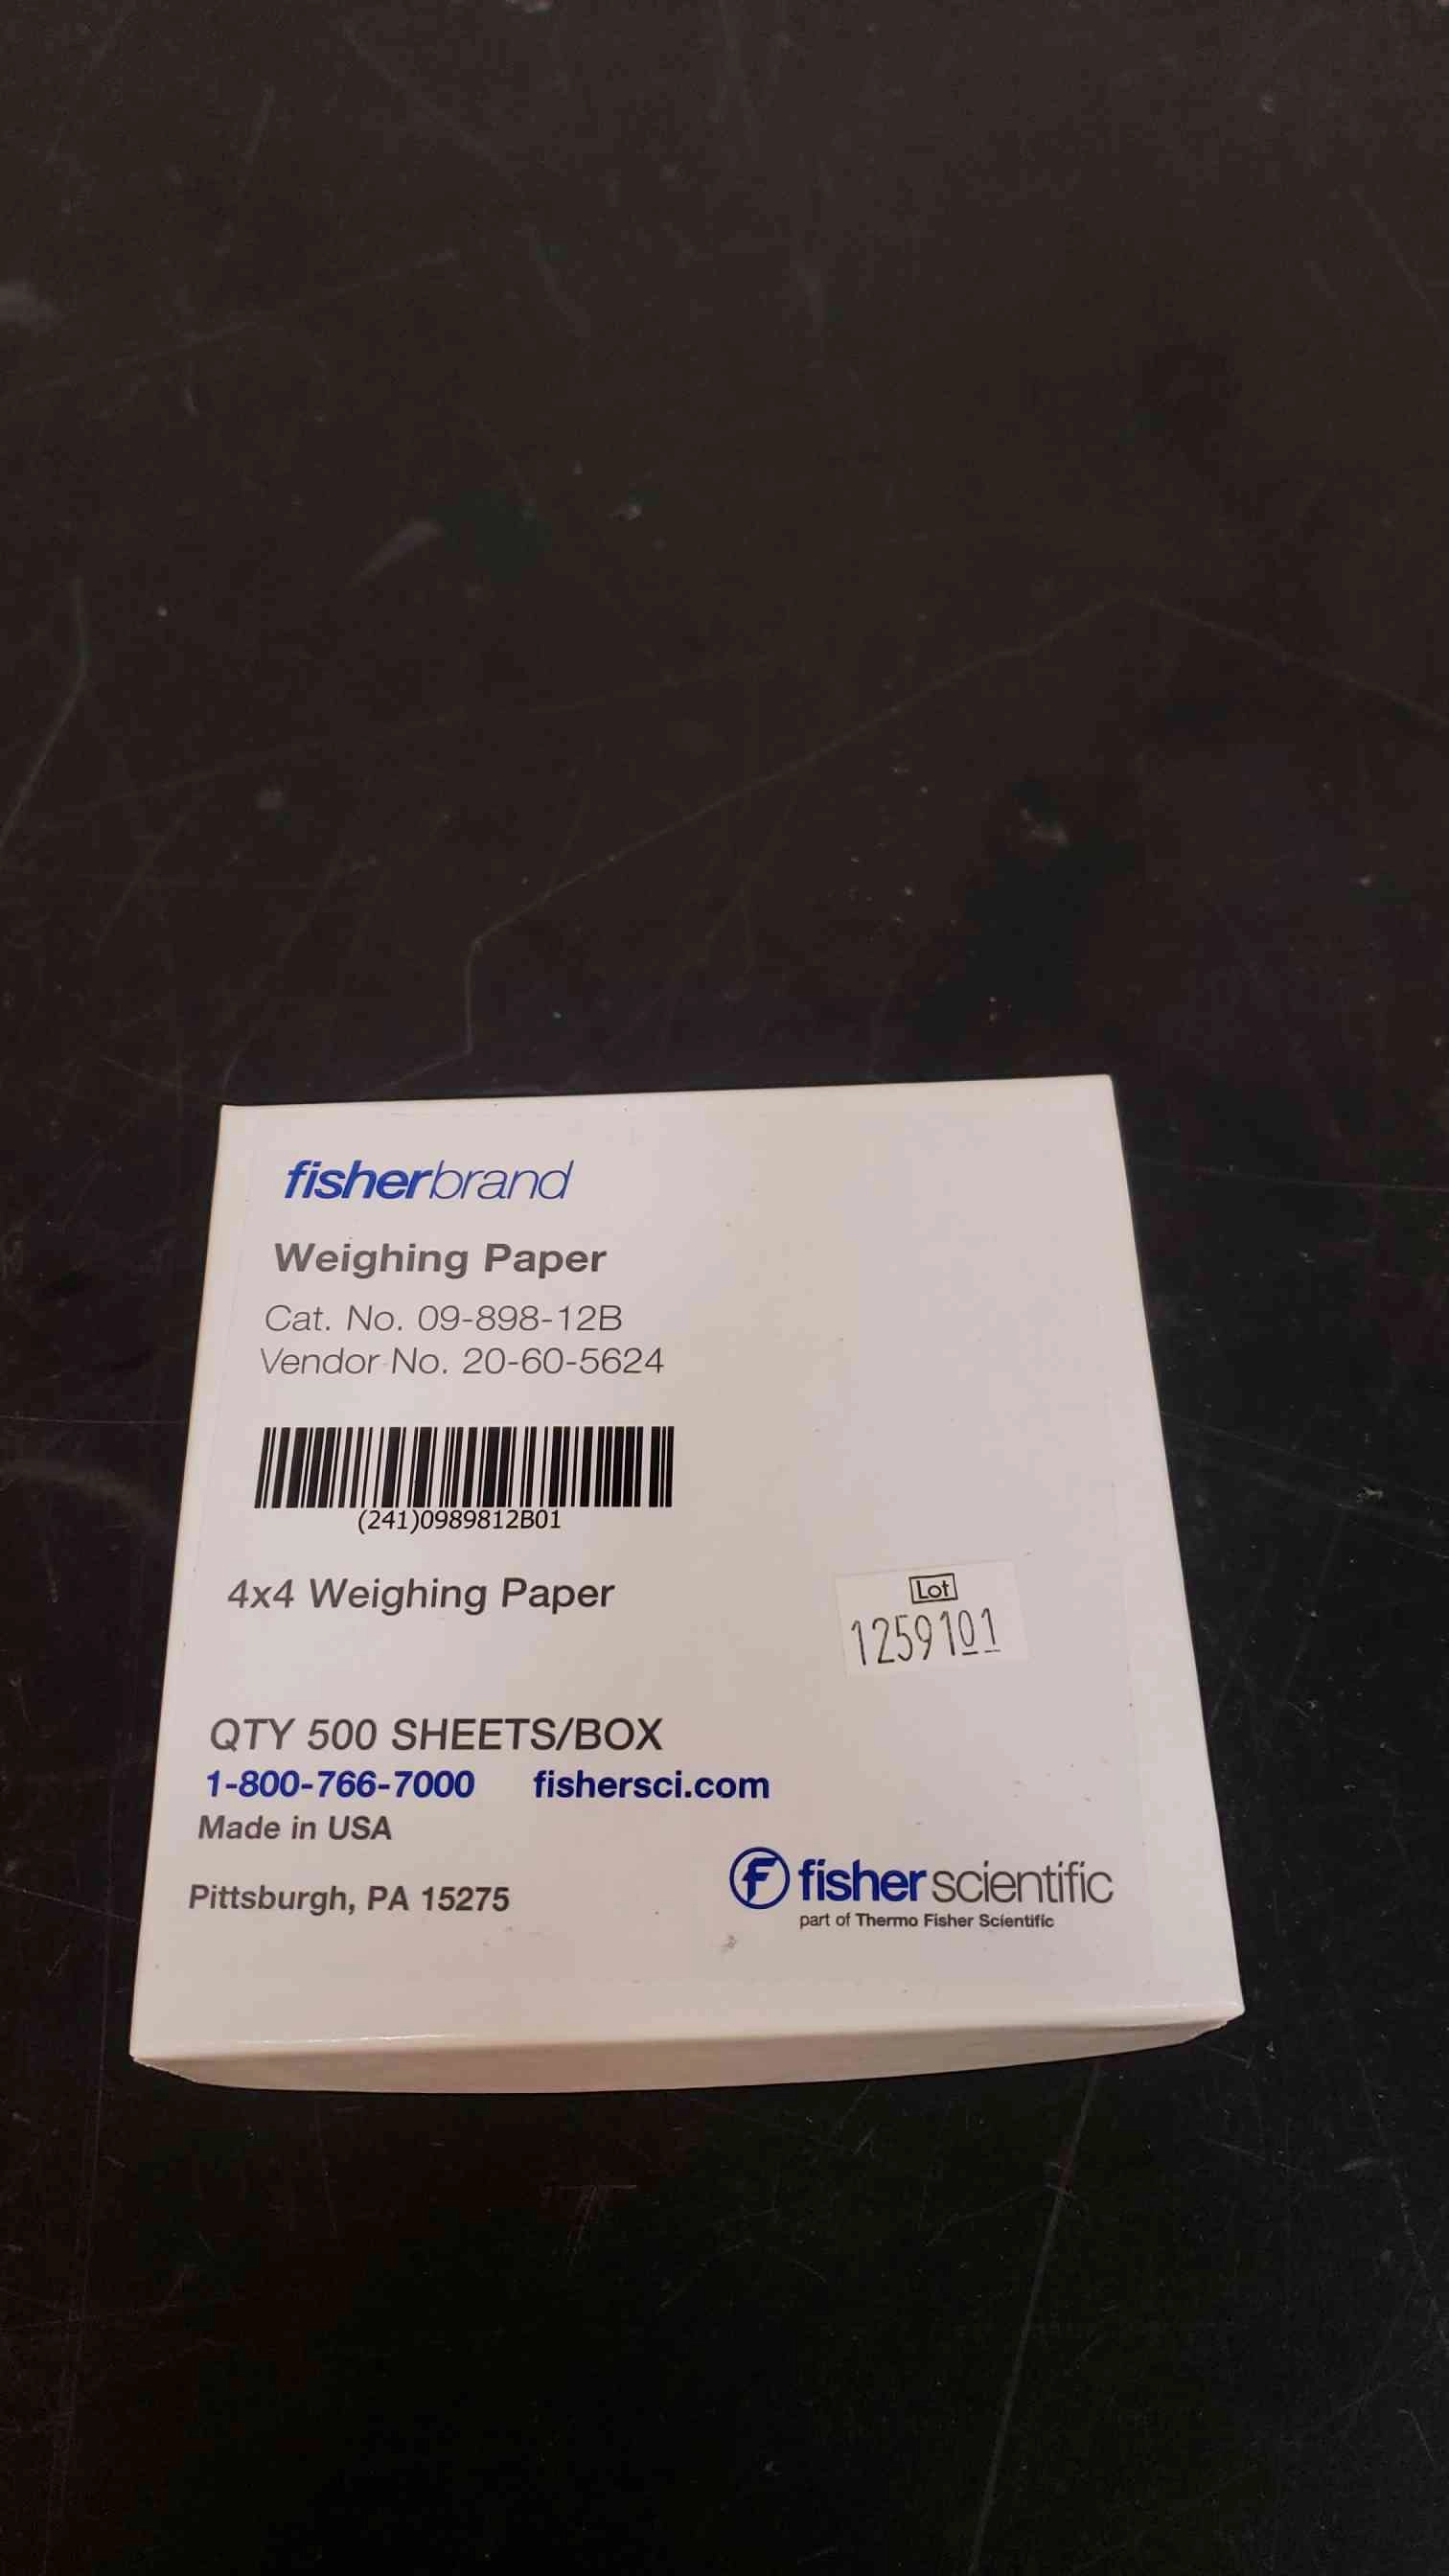 fisherbrand
Weighing Paper
Cat. No. 09-898-12B
Vendor No. 20-60-5624
(241)0989812B01
4x4 Weighing Paper
Lot
1259101
QTY 500 SHEETS/BOX
1-800-766-7000 fishersci.com
Made in USA
Pittsburgh, PA 15275
F fisher scientific
part of Thermo Fisher Scientific